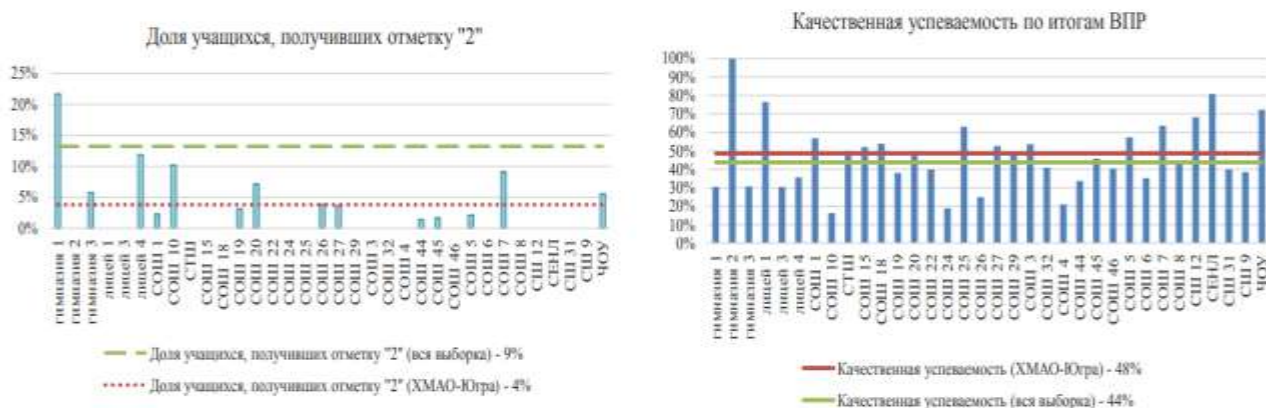 Доля учащихся, получивших отметку "2"
25%
20%
15%
10%
5%
0%
гимназия 1
гимназия 2
гимназия 3
лицей 1
лицей 3
лицей 4
СОШ 1
СОШ 10
СТШ
СОШ 15
СОШ 18
СОШ 19
СОШ 20
СОШ 22
СОШ 24
СОШ 25
СОШ 26
СОШ 27
СОШ 29
СОШ 3
СОШ 32
СОШ 4
СОШ 44
СОШ 45
СОШ 46
СОШ 5
СОШ 6
СОШ 7
СОШ 8
СШ 12
СЕНЛ
СШ 31
СШ 9
ЧОУ
Доля учащихся, получивших отметку "2" (вся выборка) - 9%
Доля учащихся, получивших отметку "2" (ХМАО-Югра) - 4%
Качественная успеваемость по итогам ВПР
100%
90%
80%
70%
60%
50%
40%
30%
20%
10%
0%
гимназия 1
гимназия 2
гимназия 3
лицей 1
лицей 3
лицей 4
СОШ 1
СОШ 10
СТШ
СОШ 15
СОШ 18
СОШ 19
СОШ 20
СОШ 22
СОШ 24
СОШ 25
СОШ 26
СОШ 27
СОШ 29
СОШ 3
СОШ 32
СОШ 4
СОШ 44
СОШ 45
СОШ 46
СОШ 5
СОШ 6
СОШ 7
СОШ 8
СШ 12
СЕНЛ
СШ 31
СШ 9
ЧОУ
Качественная успеваемость (ХМАО-Югра) - 48%
Качественная успеваемость (вся выборка) - 44%